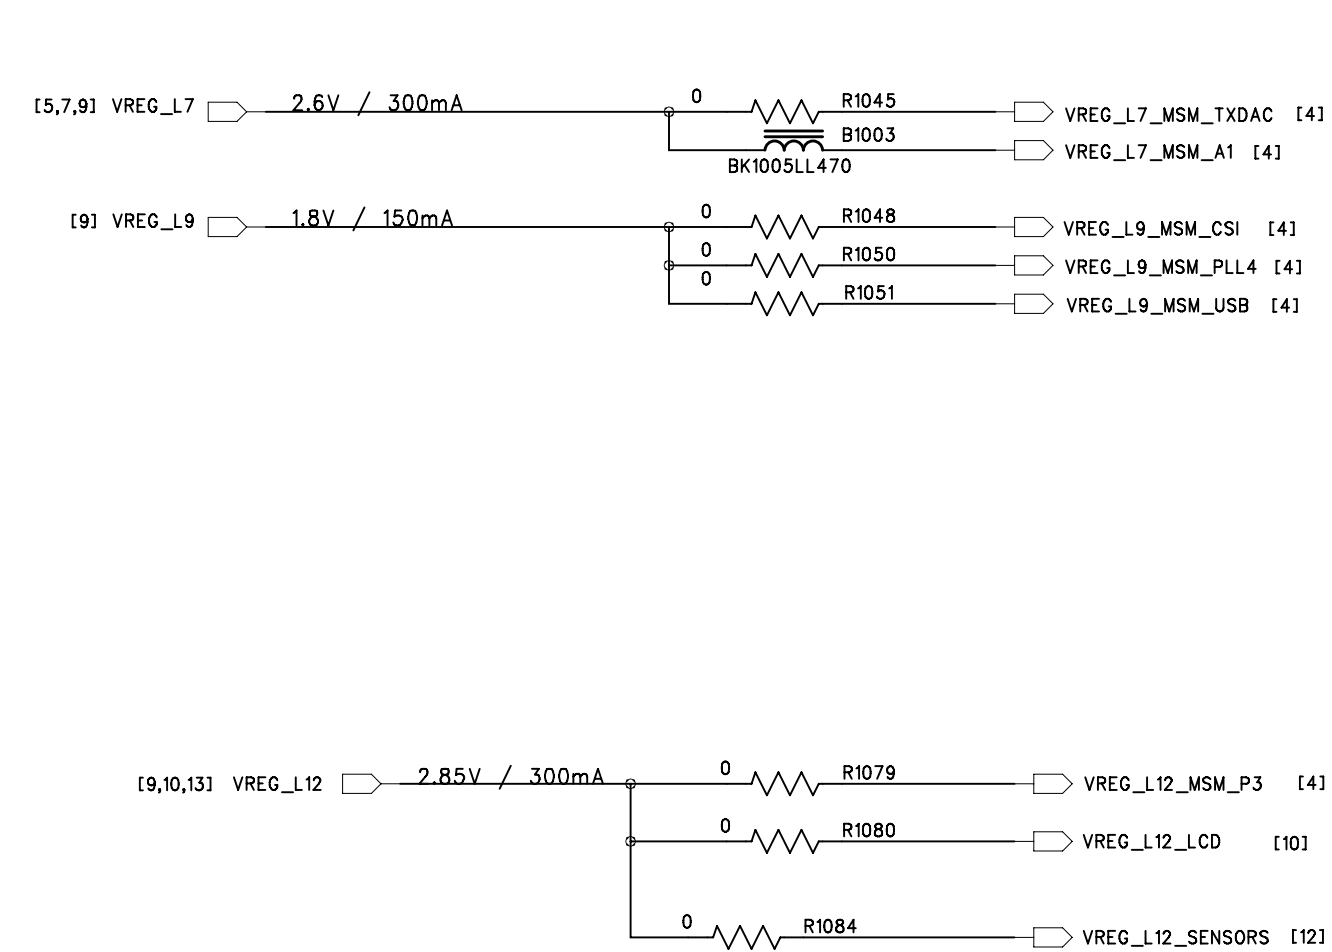 [5,7,9] VREG_L7 2.6V / 300mA 0 R1045 VREG_L7_MSM_TXDAC [4]
B1003
BK1005LL470 VREG_L7_MSM_A1 [4]
[9] VREG_L9 1.8V / 150mA 0 R1048 VREG_L9_MSM_CSI [4]
0 R1050 VREG_L9_MSM_PLL4 [4]
0 R1051 VREG_L9_MSM_USB [4]
[9,10,13] VREG_L12 2.85V / 300mA 0 R1079 VREG_L12_MSM_P3 [4]
0 R1080 VREG_L12_LCD [10]
0 R1084 VREG_L12_SENSORS [12]